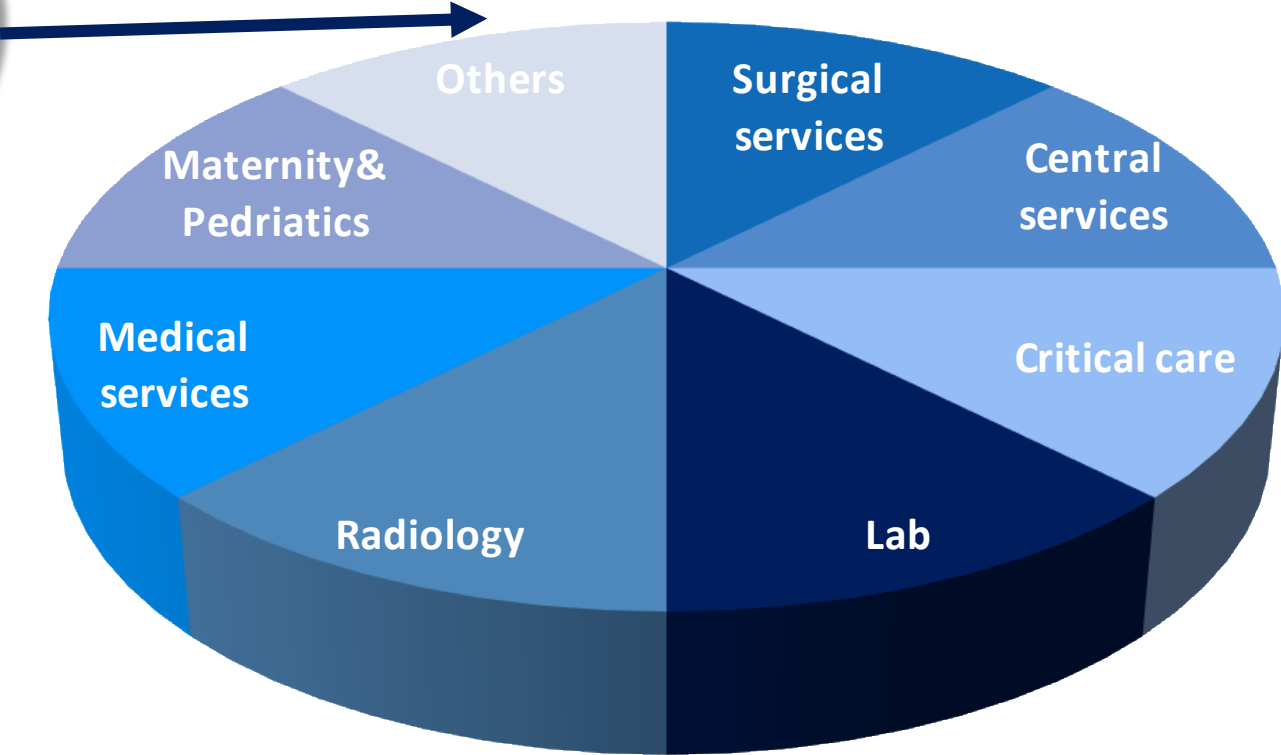 Others
Surgical
services
Central
services
Critical care
Lab
Radiology
Medical
services
Maternity&
Pedriatics